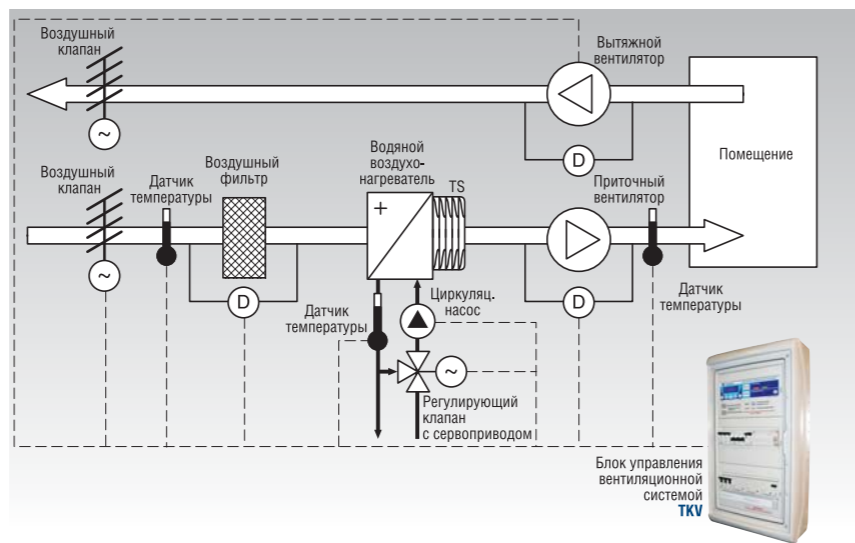 Воздушный
клапан
Вытяжной
вентилятор
~
D
Помещение
Воздушный
клапан
Датчик
температуры
Воздушный
фильтр
Водяной
воздухо-
нагреватель
TS
Приточный
вентилятор
+
~
D
D
Датчик
температуры
Циркуляц.
насос
Датчик
температуры
~
Регулирующий
клапан
с сервоприводом
Блок управления
вентиляционной
системой
TKV